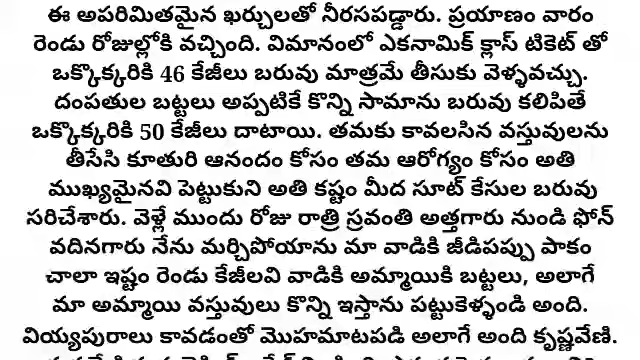 ఈ అపరిమితమైన ఖర్చులతో నీరసపడ్డారు. ప్రయాణం వారం
రెండు రోజుల్లోకి వచ్చింది. విమానంలో ఎకనామిక్ క్లాస్ టికెట్ తో
ఒక్కొక్కరికి 46 కేజీలు బరువు మాత్రమే తీసుకు వెళ్ళవచ్చు.
దంపతుల బట్టలు అప్పటికే కొన్ని సామాను బరువు కలిపితే
ఒక్కొక్కరికి 50 కేజీలు దాటాయి. తమకు కావలసిన వస్తువులను
తీసేసి కూతురి ఆనందం కోసం తమ ఆరోగ్యం కోసం అతి
ముఖ్యమైనవి పెట్టుకుని అతి కష్టం మీద సూట్ కేసుల బరువు
సరిచేశారు. వెళ్లే ముందు రోజు రాత్రి స్రవంతి అత్తగారు నుండి ఫోన్
వదినగారు నేను మర్చిపోయాను మా వాడికి జీడిపప్పు పాకం
చాలా ఇష్టం రెండు కేజీలవి వాడికి అమ్మాయికి బట్టలు, అలాగే
మా అమ్మాయి వస్తువులు కొన్ని ఇస్తాను పట్టుకెళ్ళండి అంది.
వియ్యపురాలు కావడంతో మొహమాటపడి అలాగే అంది కృష్ణవేణి.